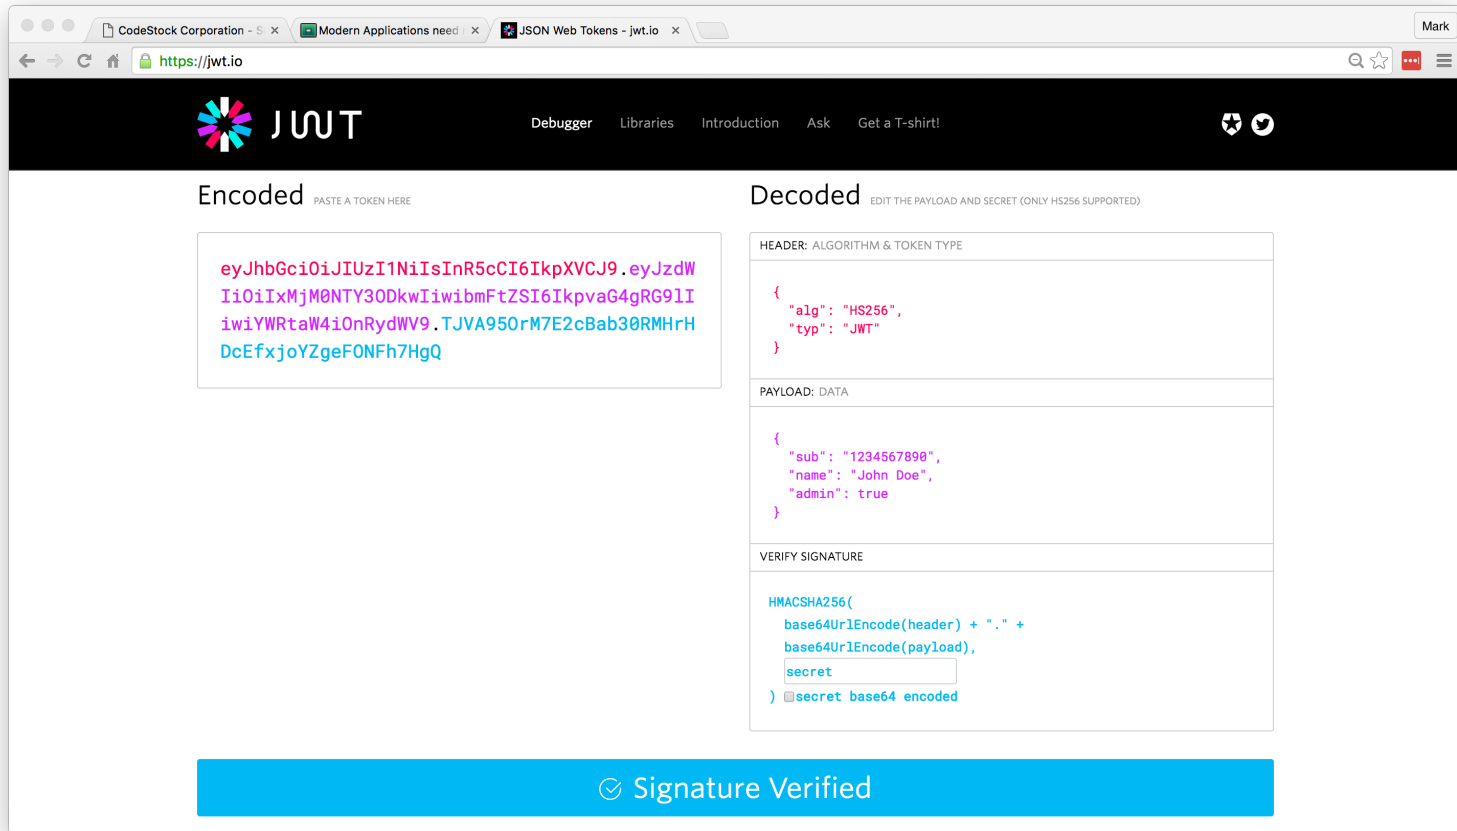 CodeStock Corporation - S
Modern Applications need
JSON Web Tokens - jwt.io
Mark
https://jwt.io
JWT
Debugger
Libraries
Introduction
Ask
Get a T-shirt!
Encoded PASTE A TOKEN HERE
eyJhbGciOiJIUzI1NiIsInR5cCI6IkpXVCJ9.eyJzdW
IiOiIxMjM0NTY3ODkwIiwibmFtZSI6IkpvaG4gRG9lI
iwiYWRtaW4iOnRydWV9.TJVA95OrM7E2cBab30RMHrH
DcEfxjoYZgeFONFh7HgQ
Decoded EDIT THE PAYLOAD AND SECRET (ONLY HS256 SUPPORTED)
HEADER: ALGORITHM & TOKEN TYPE
{
"alg": "HS256",
"typ": "JWT"
}
PAYLOAD: DATA
{
"sub": "1234567890",
"name": "John Doe",
"admin": true
}
VERIFY SIGNATURE
HMACSHA256(
base64UrlEncode(header) + "." +
base64UrlEncode(payload),
secret
) secret base64 encoded
Signature Verified